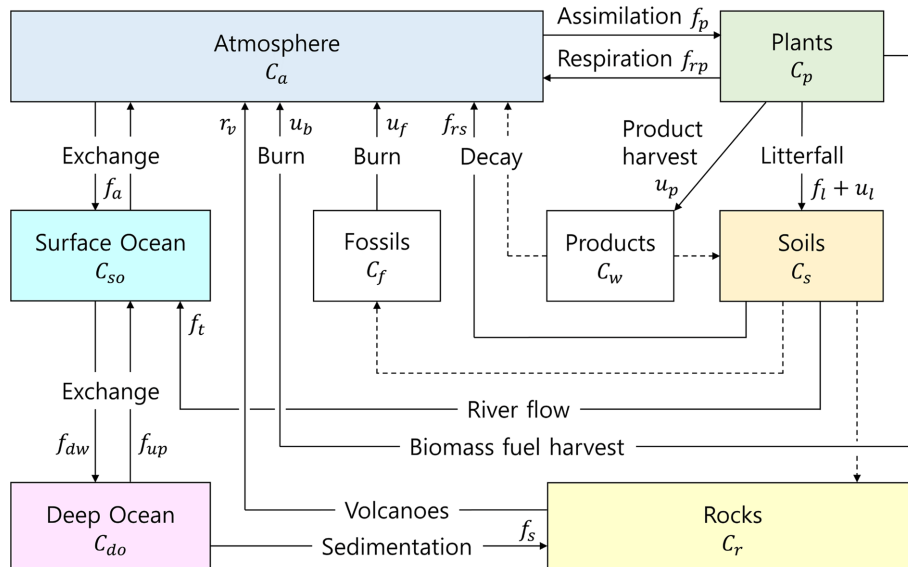 Atmosphere
C_a
Assimilation f_p
Respiration f_rp
Plants
C_p
r_v
u_b
u_f
f_rs
Exchange
f_a
Burn
Burn
Decay
Product
harvest
u_p
Litterfall
f_l + u_l
Surface Ocean
C_so
Fossils
C_f
Products
C_w
Soils
C_s
f_t
Exchange
f_dw
f_up
River flow
Biomass fuel harvest
Deep Ocean
C_do
Volcanoes
Sedimentation
f_s
Rocks
C_r